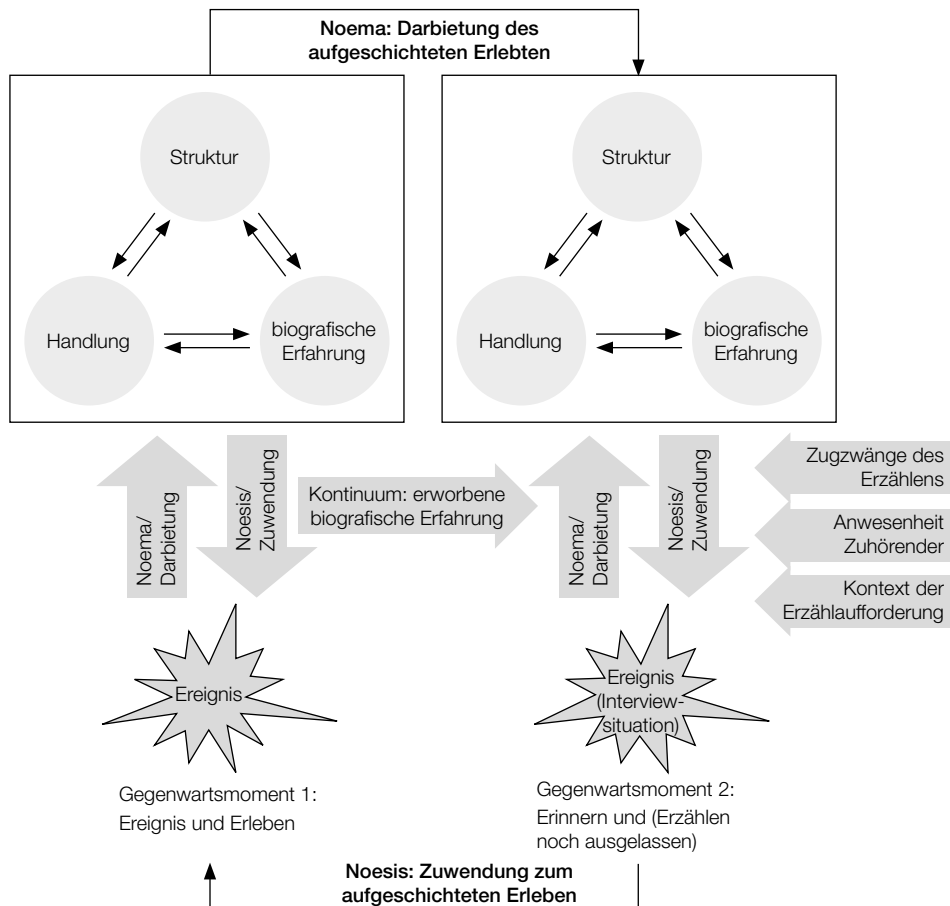 Noema: Darbietung des
aufgeschichteten Erlebten
Struktur
Handlung
biografische
Erfahrung
Struktur
Handlung
biografische
Erfahrung
Noema/
Darbietung
Noesis/
Zuwendung
Kontinuum: erworbene
biografische Erfahrung
Noema/
Darbietung
Noesis/
Zuwendung
Zugzwänge des
Erzählens
Anwesenheit
Zuhörender
Kontext der
Erzählaufforderung
Ereignis
Ereignis
(Interview-
situation)
Gegenwartsmoment 1:
Ereignis und Erleben
Gegenwartsmoment 2:
Erinnern und (Erzählen
noch ausgelassen)
Noesis: Zuwendung zum
aufgeschichteten Erleben